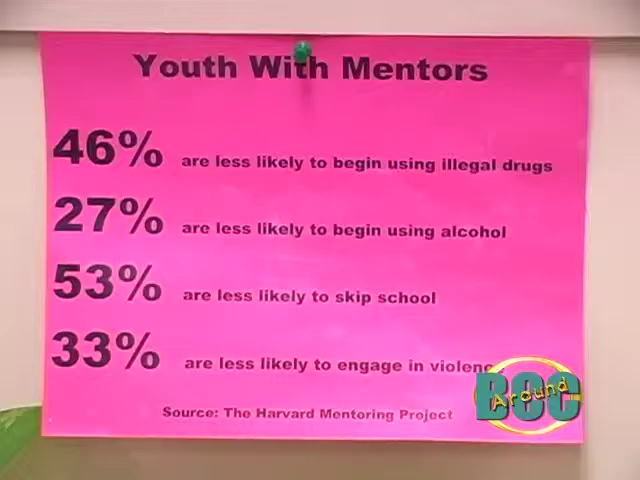 Youth With Mentors
46% are less likely to begin using illegal drugs
27% are less likely to begin using alcohol
53% are less likely to skip school
33% are less likely to engage in
Source: The Harvard Mentoring Project
Around